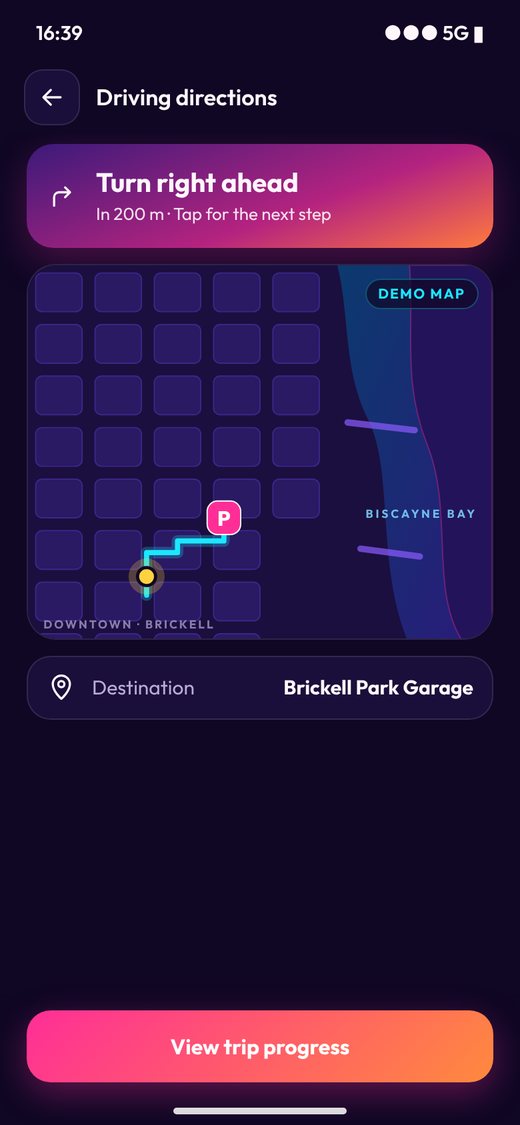 16:39
5G
Driving directions
Turn right ahead
In 200 m · Tap for the next step
DEMO MAP
P
BISCAYNE BAY
DOWNTOWN · BRICKELL
Destination
Brickell Park Garage
View trip progress